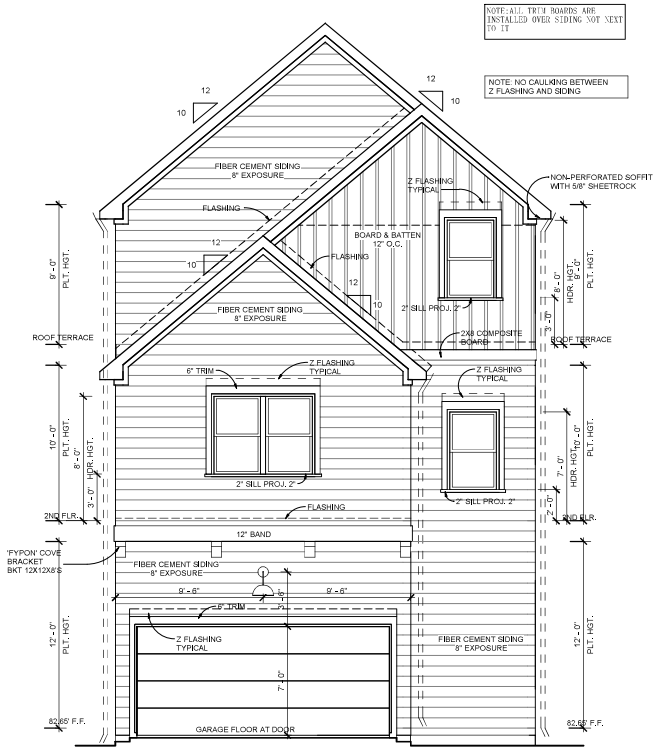 NOTE:ALL TRIM BOARDS ARE
INSTALLED OVER SIDING NOT NEXT
TO IT
NOTE: NO CAULKING BETWEEN
Z FLASHING AND SIDING
12
10
12
10
FIBER CEMENT SIDING
8" EXPOSURE
Z FLASHING
TYPICAL
NON-PERFORATED SOFFIT
WITH 5/8" SHEETROCK
FLASHING
BOARD & BATTEN
12" O.C.
FLASHING
12
10
12
10
9' - 0"
PLT. HGT.
8' - 0"
HDR. HGT.
9' - 0"
PLT. HGT.
3' - 0"
2" SILL PROJ. 2"
FIBER CEMENT SIDING
8" EXPOSURE
ROOF TERRACE
2X8 COMPOSITE
BOARD
ROOF TERRACE
6" TRIM
Z FLASHING
TYPICAL
Z FLASHING
TYPICAL
10' - 0"
PLT. HGT.
8' - 0"
HDR. HGT.
3' - 0"
7' - 0"
HDR. HGT.
10' - 0"
PLT. HGT.
2' - 0"
2" SILL PROJ. 2"
2" SILL PROJ. 2"
FLASHING
2ND FLR.
2ND FLR.
12" BAND
'FYPON' COVE
BRACKET
BKT 12X12X8'S
FIBER CEMENT SIDING
8" EXPOSURE
9' - 6"
9' - 6"
3' - 6"
6" TRIM
Z FLASHING
TYPICAL
FIBER CEMENT SIDING
8" EXPOSURE
12' - 0"
PLT. HGT.
12' - 0"
PLT. HGT.
7' - 0"
82.65' F.F.
GARAGE FLOOR AT DOOR
82.65' F.F.